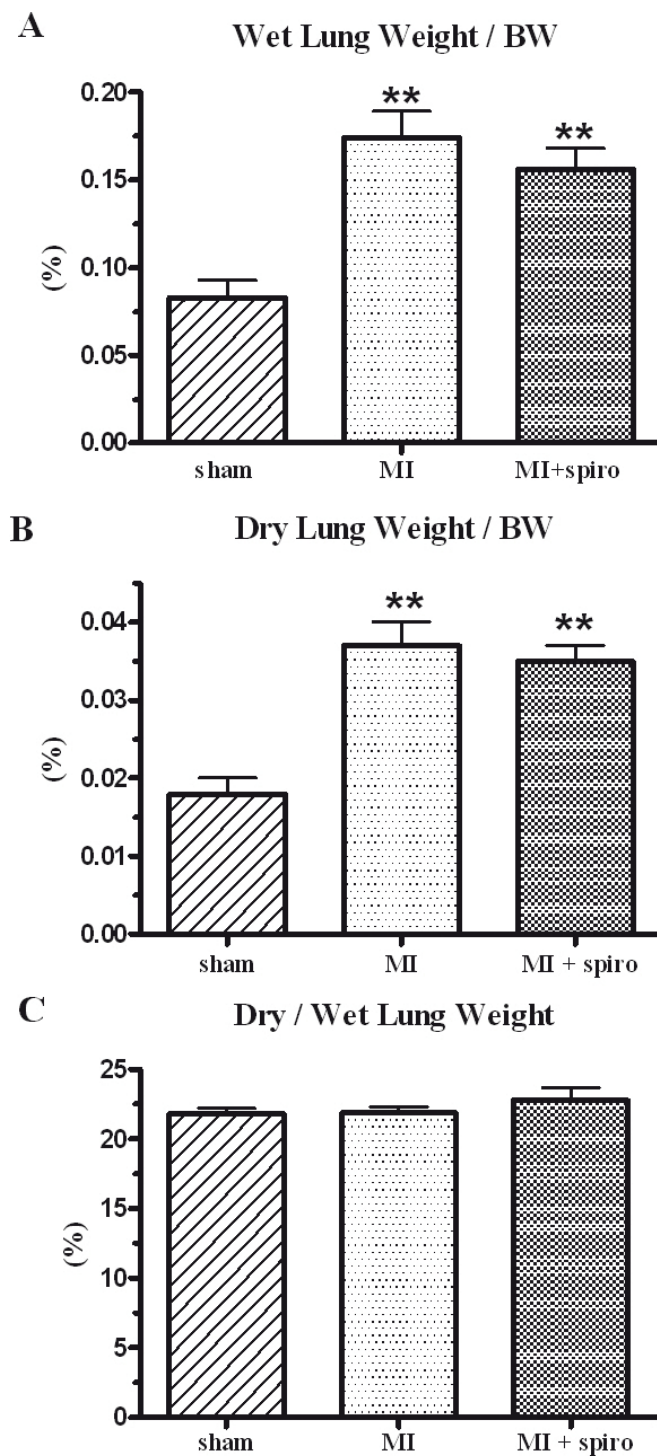 A
Wet Lung Weight / BW
0.20
0.15
0.10
0.05
0.00
(%)
**
**
sham MI MI+spiro
B
Dry Lung Weight / BW
0.04
0.03
0.02
0.01
0.00
(%)
**
**
sham MI MI + spiro
C
Dry / Wet Lung Weight
25
20
15
10
5
0
(%)
sham MI MI + spiro